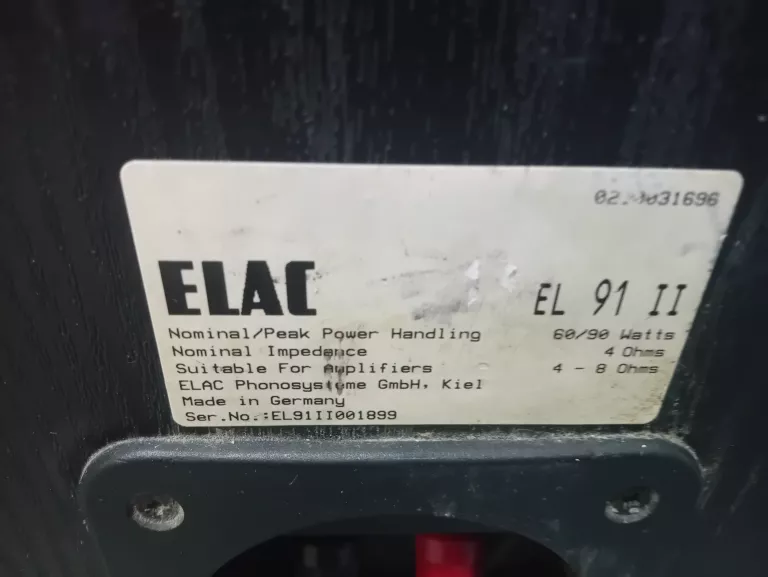 ELAC
EL 91 II
Nominal/Peak Power Handling 60/90 Watts
Nominal Impedance 4 Ohms
Suitable For Amplifiers 4 - 8 Ohms
ELAC Phonosysteme GmbH, Kiel
Made in Germany
Ser.No.:EL91II001899